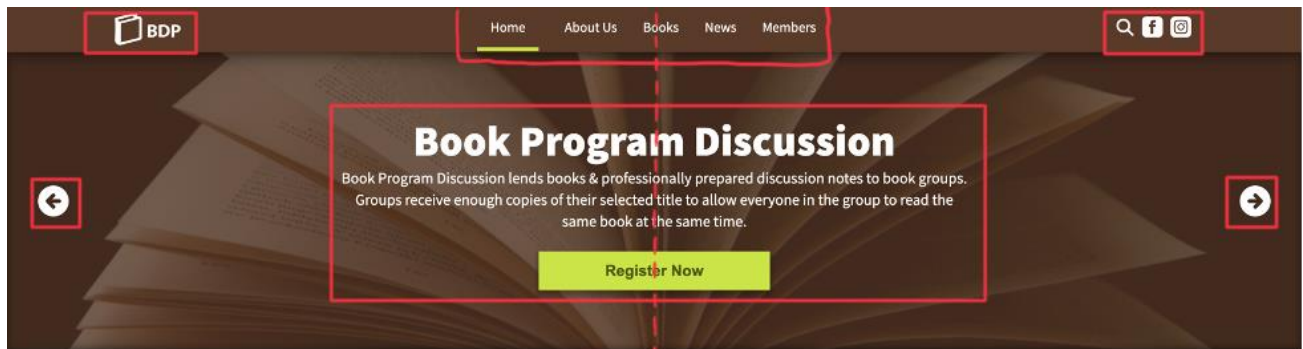 BDP
Home About Us Books News Members
Book Program Discussion
Book Program Discussion lends books & professionally prepared discussion notes to book groups.
Groups receive enough copies of their selected title to allow everyone in the group to read the
same book at the same time.
Register Now